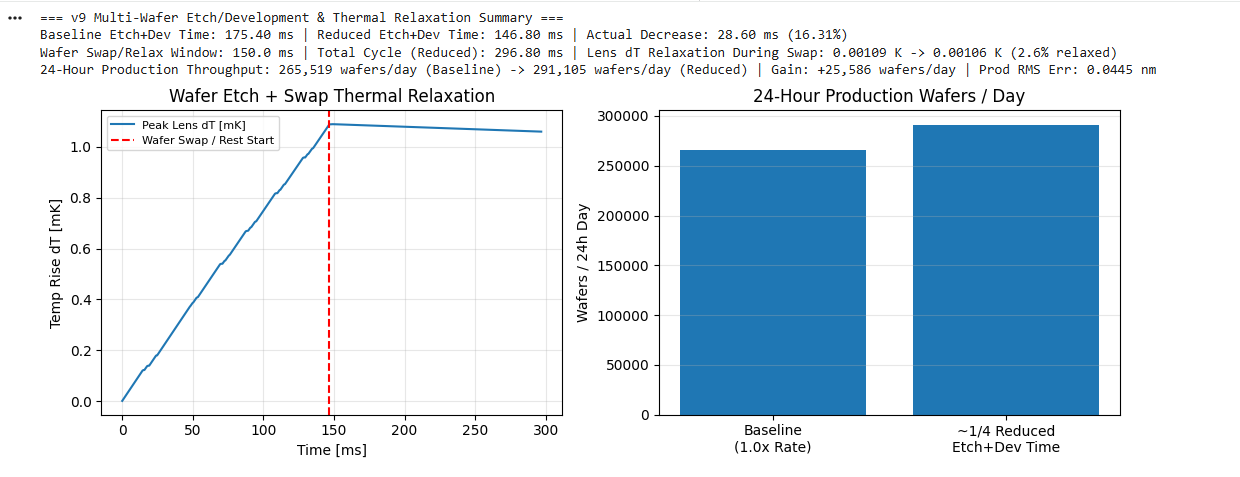 === v9 Multi-Wafer Etch/Development & Thermal Relaxation Summary ===
Baseline Etch+Dev Time: 175.40 ms | Reduced Etch+Dev Time: 146.80 ms | Actual Decrease: 28.60 ms (16.31%)
Wafer Swap/Relax Window: 150.0 ms | Total Cycle (Reduced): 296.80 ms | Lens dT Relaxation During Swap: 0.00109 K -> 0.00106 K (2.6% relaxed)
24-Hour Production Throughput: 265,519 wafers/day (Baseline) -> 291,105 wafers/day (Reduced) | Gain: +25,586 wafers/day | Prod RMS Err: 0.0445 nm
Wafer Etch + Swap Thermal Relaxation
Peak Lens dT [mK]
Wafer Swap / Rest Start
Temp Rise dT [mK]
1.0
0.8
0.6
0.4
0.2
0.0
0 50 100 150 200 250 300
Time [ms]
24-Hour Production Wafers / Day
Wafers / 24h Day
300000
250000
200000
150000
100000
50000
0
Baseline
(1.0x Rate)
~1/4 Reduced
Etch+Dev Time